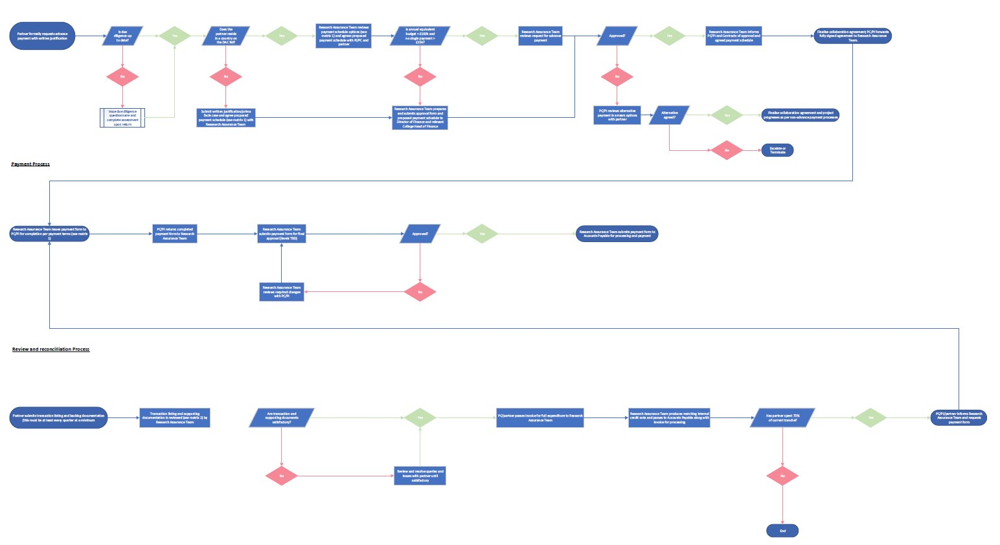 Partner formally requests advance
payment with written justification
Is due
diligence up
to date?
Yes
Does the
partner reside
in a country on
the DAC list?
Yes
Research Assurance Team reviews
payment schedule options (see
matrix 1) and agrees proposed
payment schedule with PI/PC and
partner
Is annual equivalent
budget < £100k and
no single payment >
£25k?
Yes
Research Assurance Team
reviews request for advance
payment
Approved?
Yes
Research Assurance Team informs
PC/PI and Contracts of approval and
agreed payment schedule
Finalise collaboration agreement; PC/PI forwards
fully signed agreement to Research Assurance
Team.
No
No
No
No
Issue due diligence
questionnaire and
complete assessment
upon return
Submit written justification/prima
facie case and agree proposed
payment schedule (see matrix 1) with
Research Assurance Team
Research Assurance Team prepares
and submits approval form and
proposed payment schedule to
Director of Finance and relevant
College Head of Finance
PC/PI reviews alternative
payment in arrears options
with partner
Alternative
agreed?
Yes
Finalise collaboration agreement and project
progresses as per non-advance payment processes
No
Escalate or
Terminate
Payment Process
Research Assurance Team issues payment form to
PC/PI for completion per payment terms (see matrix
1)
PC/PI returns completed
payment form to Research
Assurance Team
Research Assurance Team
submits payment form for final
approval (levels TBD)
Approved?
Yes
Research Assurance Team submits payment form to
Accounts Payable for processing and payment
Research Assurance Team
reviews required changes
with PC/PI
No
Review and reconciliation Process
Partner submits transaction listing and backing documentation
(this must be at least every quarter at a minimum
Transaction listing and supporting
documentation is reviewed (see matrix 2) by
Research Assurance Team
Are transaction and
supporting documents
satisfactory?
Yes
PC/partner passes invoice for full expenditure to Research
Assurance Team
Research Assurance Team produces matching internal
credit note and passes to Accounts Payable along with
invoice for processing
Has partner spent 75%
of current tranche?
Yes
PC/PI/partner informs Research
Assurance Team and requests
payment form
No
Review and resolve queries and
issues with partner until
satisfactory
No
End